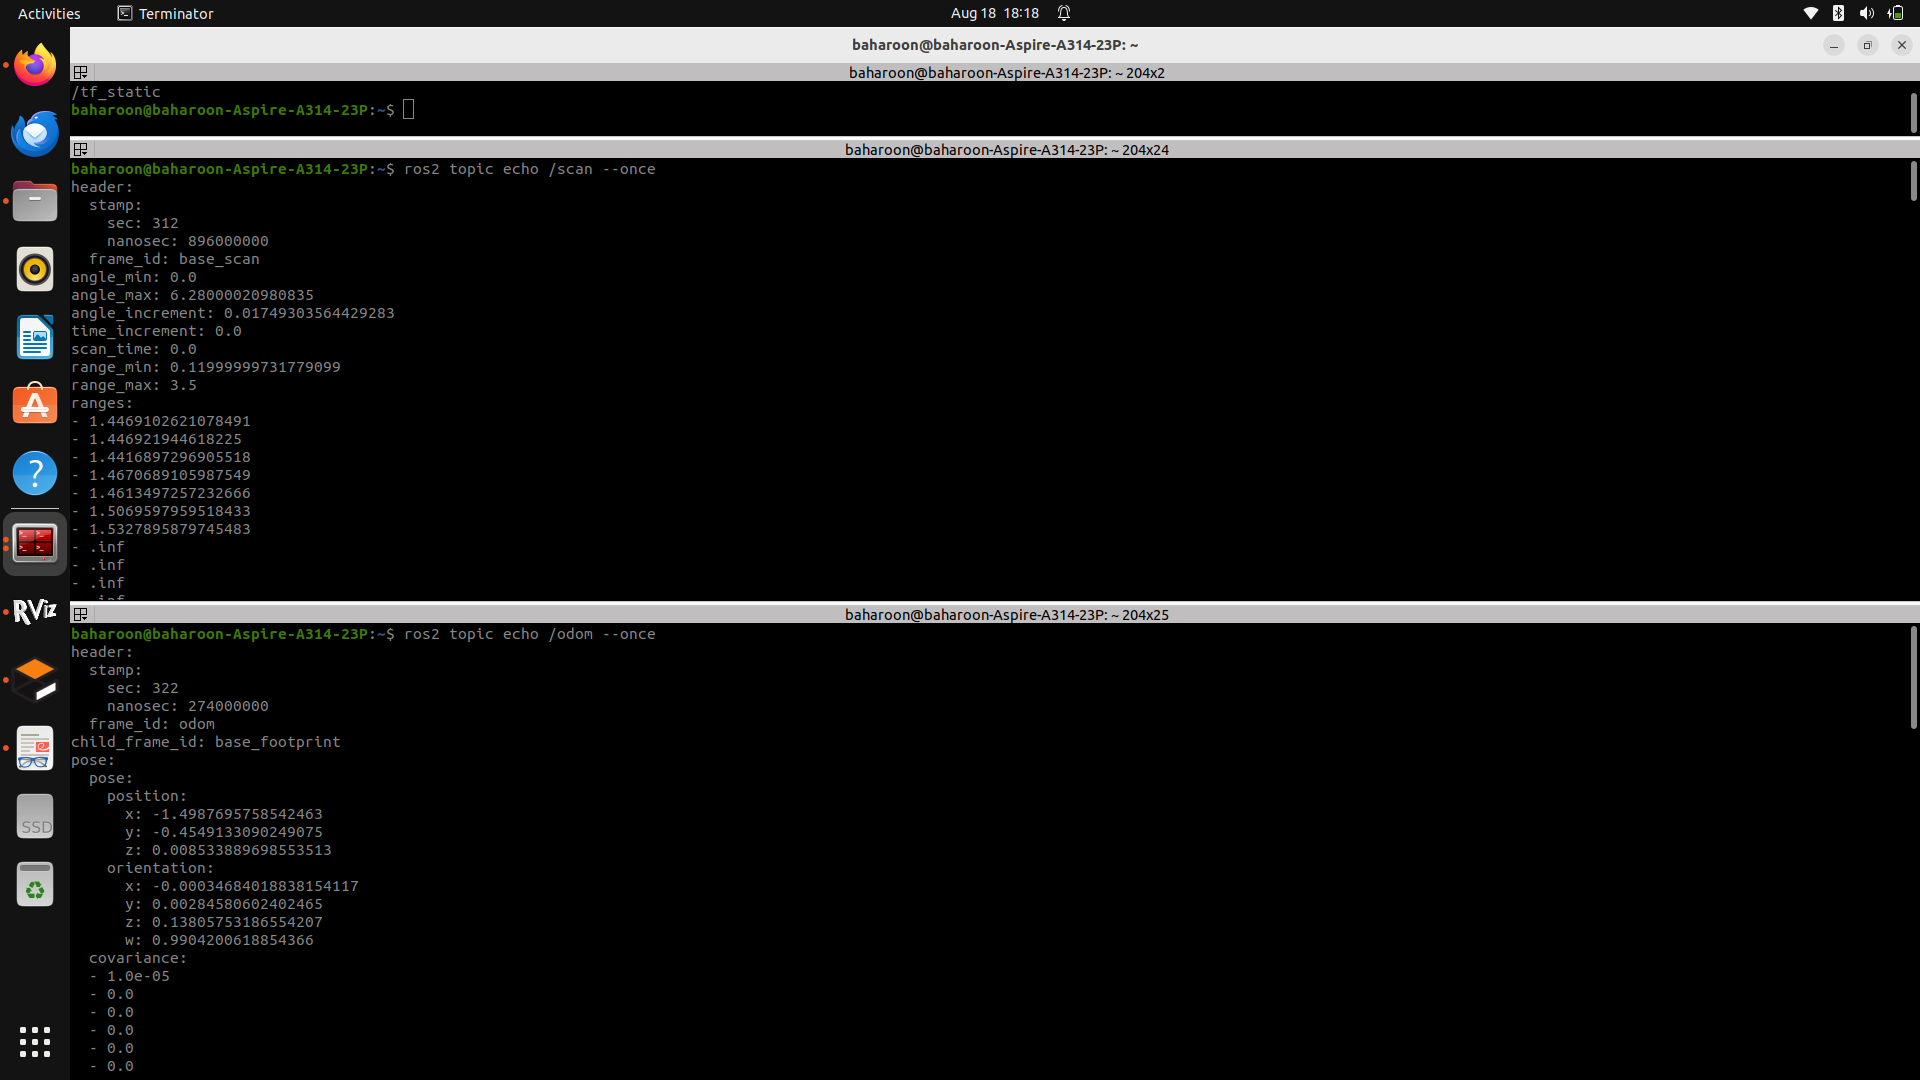 Activities
Terminator
Aug 18 18:18
baharoon@baharoon-Aspire-A314-23P: ~
baharoon@baharoon-Aspire-A314-23P: ~ 204x2
/tf_static
baharoon@baharoon-Aspire-A314-23P:~$
baharoon@baharoon-Aspire-A314-23P: ~ 204x24
baharoon@baharoon-Aspire-A314-23P:~$ ros2 topic echo /scan --once
header:
  stamp:
    sec: 312
    nanosec: 896000000
  frame_id: base_scan
angle_min: 0.0
angle_max: 6.28000020980835
angle_increment: 0.01749303564429283
time_increment: 0.0
scan_time: 0.0
range_min: 0.11999999731779099
range_max: 3.5
ranges:
- 1.4469102621078491
- 1.446921944618225
- 1.4416897296905518
- 1.4670689105987549
- 1.4613497257232666
- 1.5069597959518433
- 1.5327895879745483
- .inf
- .inf
- .inf
- .inf
baharoon@baharoon-Aspire-A314-23P: ~ 204x25
baharoon@baharoon-Aspire-A314-23P:~$ ros2 topic echo /odom --once
header:
  stamp:
    sec: 322
    nanosec: 274000000
  frame_id: odom
child_frame_id: base_footprint
pose:
  pose:
    position:
      x: -1.4987695758542463
      y: -0.4549133090249075
      z: 0.008533889698553513
    orientation:
      x: -0.00034684018838154117
      y: 0.00284580602402465
      z: 0.13805753186554207
      w: 0.9904200618854366
  covariance:
  - 1.0e-05
  - 0.0
  - 0.0
  - 0.0
  - 0.0
  - 0.0
RViz
SSD